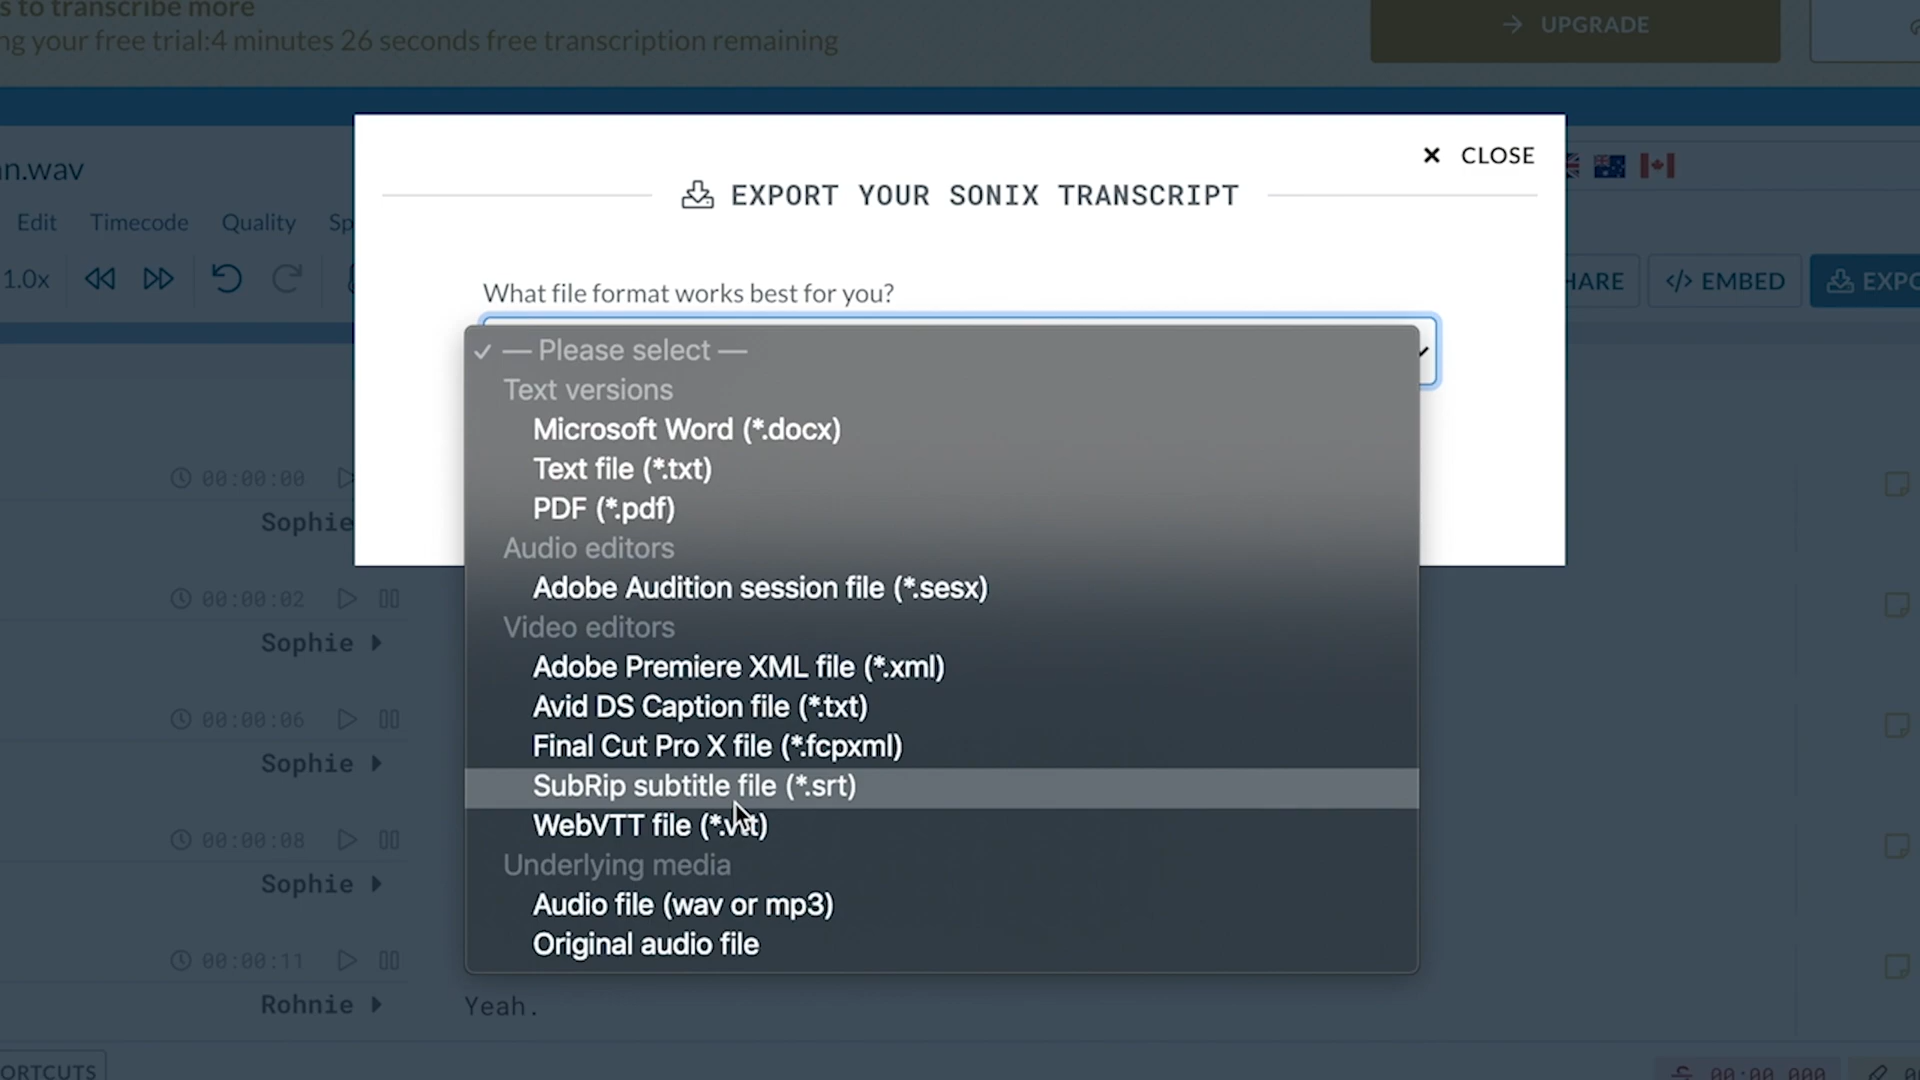 s to transcribe more
ng your free trial:4 minutes 26 seconds free transcription remaining
→ UPGRADE
× CLOSE
EXPORT YOUR SONIX TRANSCRIPT
n.wav
Edit Timecode Quality Sp
1.0x
HARE </> EMBED EXPO
What file format works best for you?
✓ — Please select —
Text versions
Microsoft Word (*.docx)
Text file (*.txt)
PDF (*.pdf)
Audio editors
Adobe Audition session file (*.sesx)
Video editors
Adobe Premiere XML file (*.xml)
Avid DS Caption file (*.txt)
Final Cut Pro X file (*.fcpxml)
SubRip subtitle file (*.srt)
WebVTT file (*.vtt)
Underlying media
Audio file (wav or mp3)
Original audio file
00:00:00
Sophie
00:00:02
Sophie
00:00:06
Sophie
00:00:08
Sophie
00:00:11
Rohnie Yeah.
ORTCUTS
00:00.000